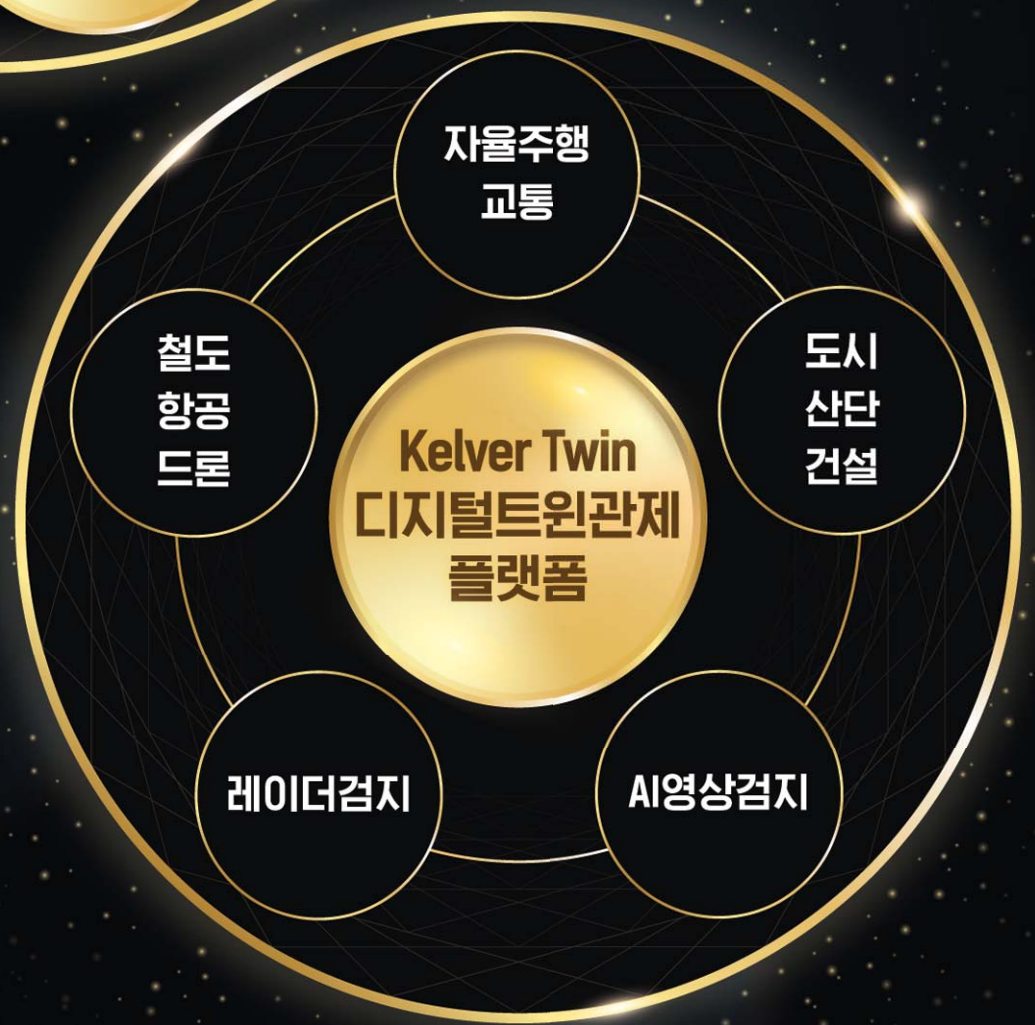 자율주행
교통
철도
항공
드론
도시
산단
건설
Kelver Twin
디지털트윈관제
플랫폼
레이더검지
AI영상검지